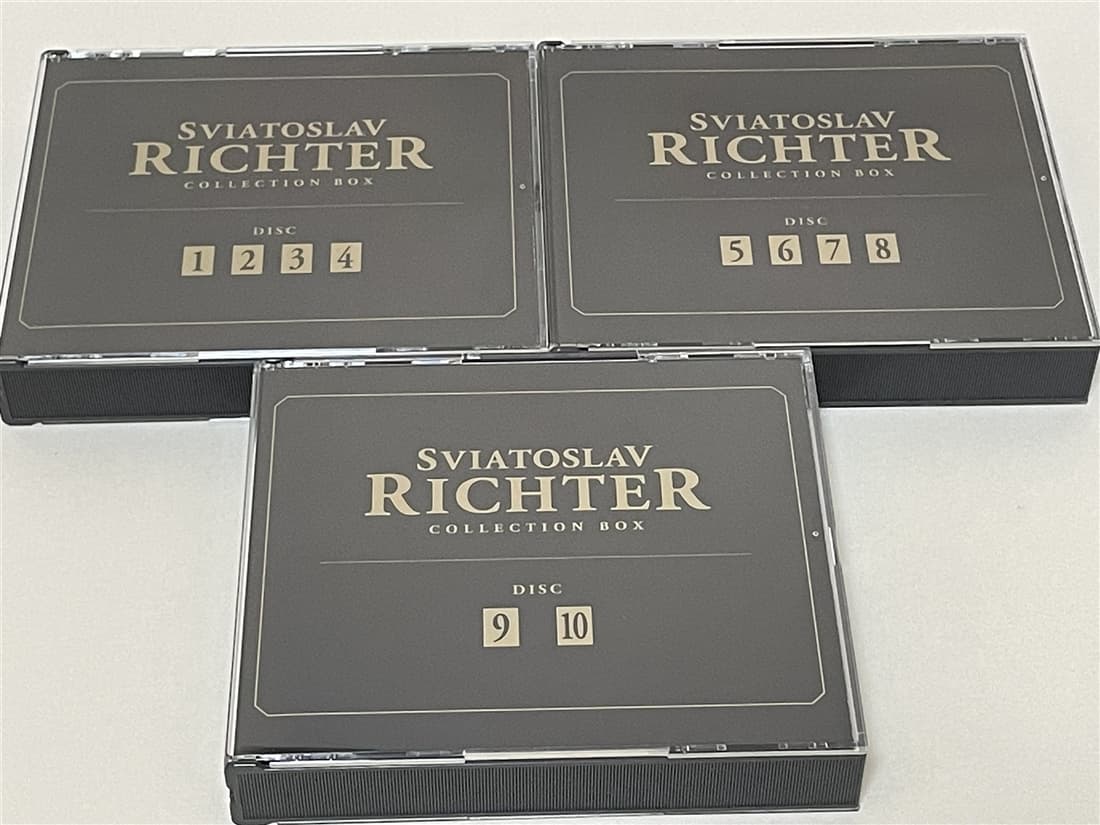 SVIATOSLAV
RICHTER
COLLECTION BOX
DISC
1 2 3 4
SVIATOSLAV
RICHTER
COLLECTION BOX
DISC
5 6 7 8
SVIATOSLAV
RICHTER
COLLECTION BOX
DISC
9 10